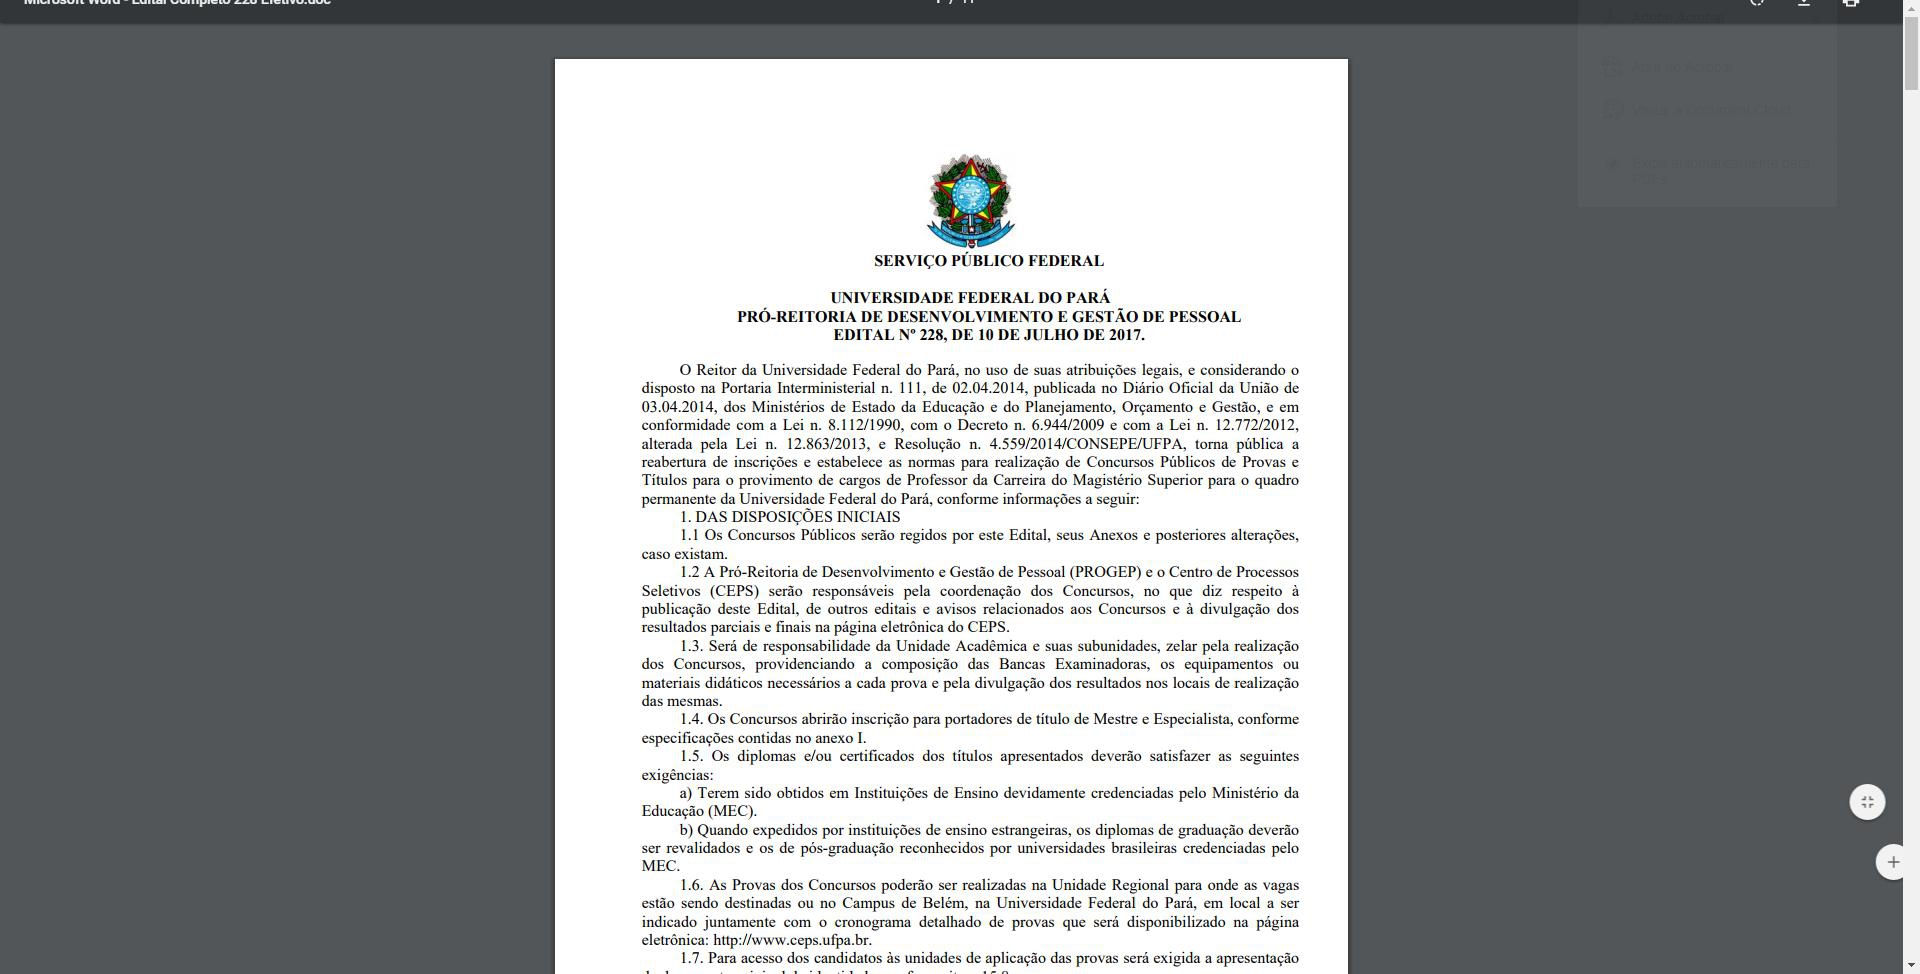 Microsoft Word - Edital Completo 228 Efetivo.doc
SERVIÇO PÚBLICO FEDERAL
UNIVERSIDADE FEDERAL DO PARÁ
PRÓ-REITORIA DE DESENVOLVIMENTO E GESTÃO DE PESSOAL
EDITAL Nº 228, DE 10 DE JULHO DE 2017.
O Reitor da Universidade Federal do Pará, no uso de suas atribuições legais, e considerando o
disposto na Portaria Interministerial n. 111, de 02.04.2014, publicada no Diário Oficial da União de
03.04.2014, dos Ministérios de Estado da Educação e do Planejamento, Orçamento e Gestão, e em
conformidade com a Lei n. 8.112/1990, com o Decreto n. 6.944/2009 e com a Lei n. 12.772/2012,
alterada pela Lei n. 12.863/2013, e Resolução n. 4.559/2014/CONSEPE/UFPA, torna pública a
reabertura de inscrições e estabelece as normas para realização de Concursos Públicos de Provas e
Títulos para o provimento de cargos de Professor da Carreira do Magistério Superior para o quadro
permanente da Universidade Federal do Pará, conforme informações a seguir:
1. DAS DISPOSIÇÕES INICIAIS
1.1 Os Concursos Públicos serão regidos por este Edital, seus Anexos e posteriores alterações,
caso existam.
1.2 A Pró-Reitoria de Desenvolvimento e Gestão de Pessoal (PROGEP) e o Centro de Processos
Seletivos (CEPS) serão responsáveis pela coordenação dos Concursos, no que diz respeito à
publicação deste Edital, de outros editais e avisos relacionados aos Concursos e à divulgação dos
resultados parciais e finais na página eletrônica do CEPS.
1.3. Será de responsabilidade da Unidade Acadêmica e suas subunidades, zelar pela realização
dos Concursos, providenciando a composição das Bancas Examinadoras, os equipamentos ou
materiais didáticos necessários a cada prova e pela divulgação dos resultados nos locais de realização
das mesmas.
1.4. Os Concursos abrirão inscrição para portadores de título de Mestre e Especialista, conforme
especificações contidas no anexo I.
1.5. Os diplomas e/ou certificados dos títulos apresentados deverão satisfazer as seguintes
exigências:
a) Terem sido obtidos em Instituições de Ensino devidamente credenciadas pelo Ministério da
Educação (MEC).
b) Quando expedidos por instituições de ensino estrangeiras, os diplomas de graduação deverão
ser revalidados e os de pós-graduação reconhecidos por universidades brasileiras credenciadas pelo
MEC.
1.6. As Provas dos Concursos poderão ser realizadas na Unidade Regional para onde as vagas
estão sendo destinadas ou no Campus de Belém, na Universidade Federal do Pará, em local a ser
indicado juntamente com o cronograma detalhado de provas que será disponibilizado na página
eletrônica: http://www.ceps.ufpa.br.
1.7. Para acesso dos candidatos às unidades de aplicação das provas será exigida a apresentação